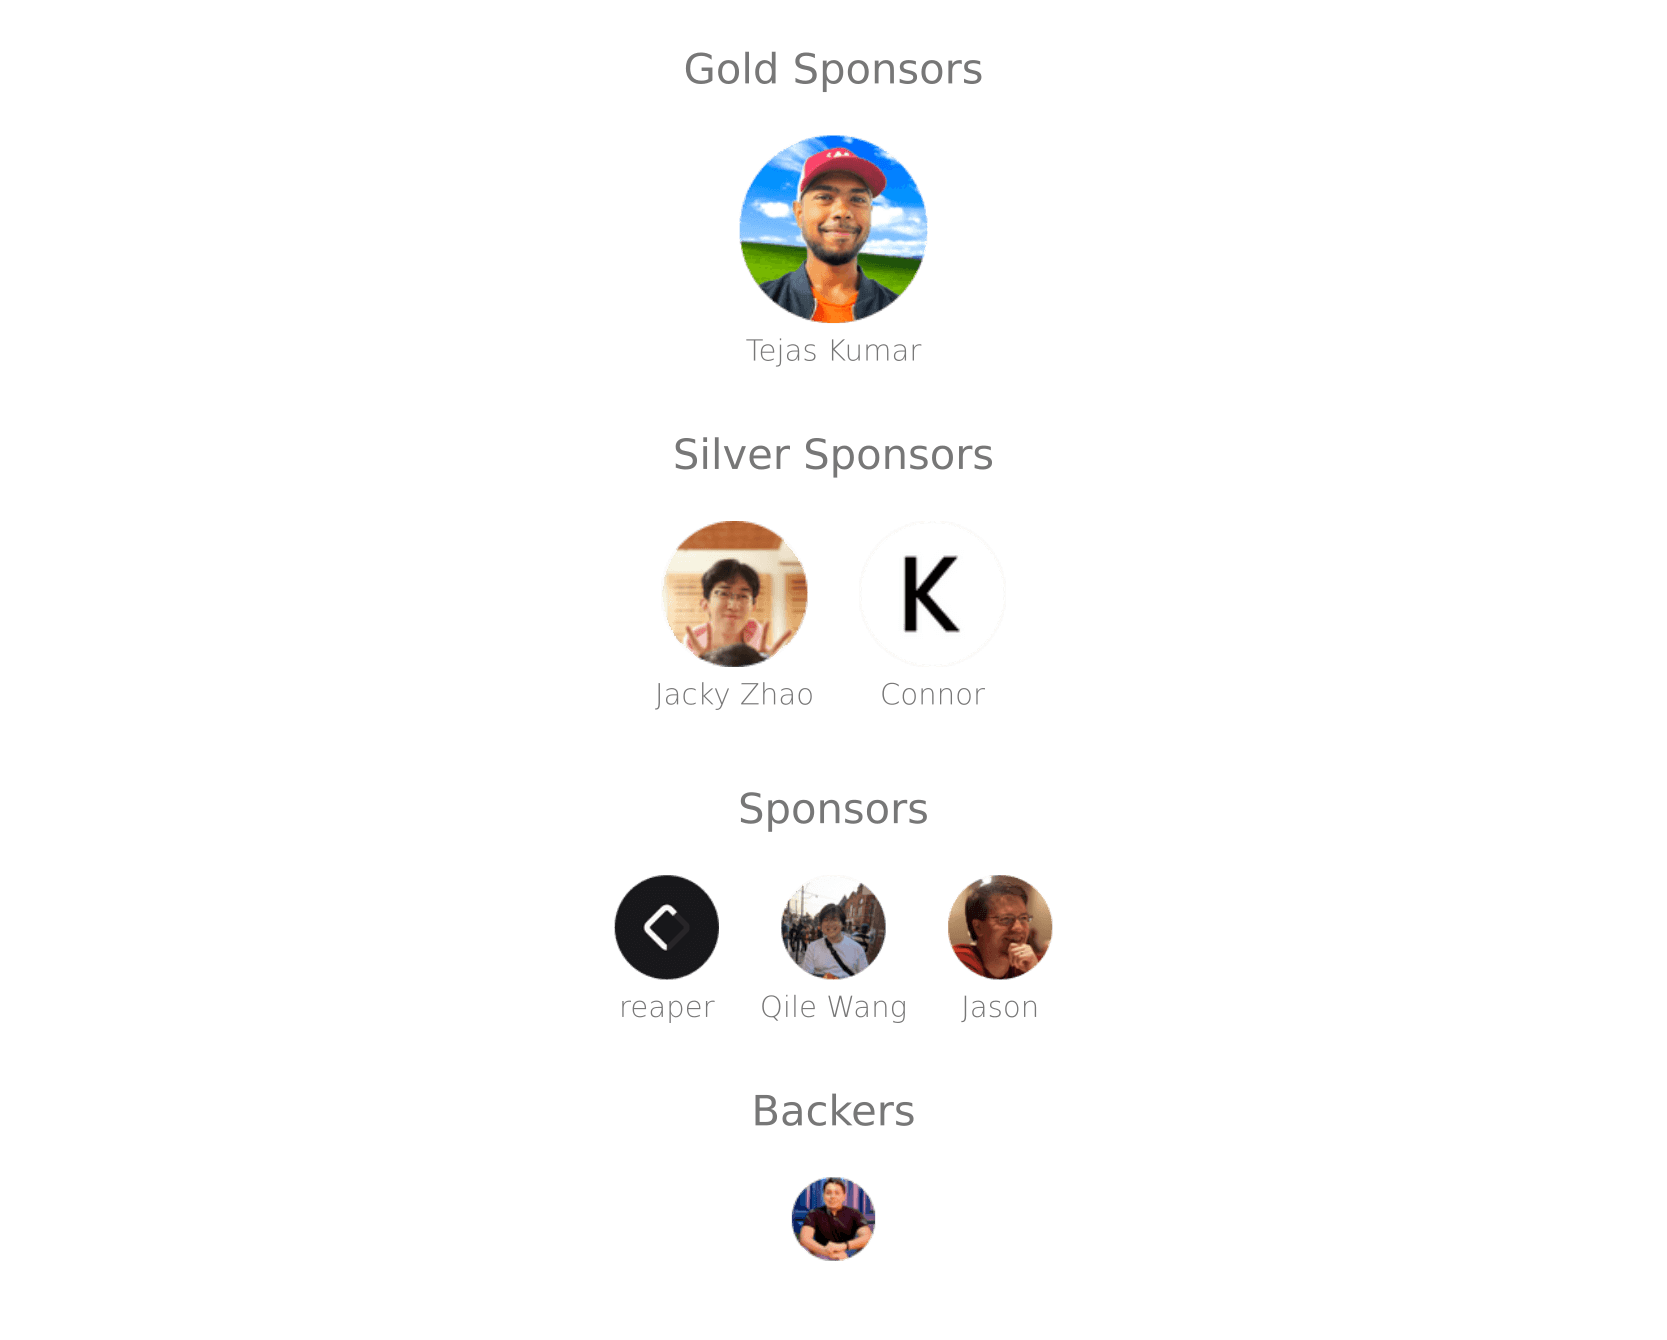 Gold Sponsors
Tejas Kumar
Silver Sponsors
K
Jacky Zhao
Connor
Sponsors
reaper
Qile Wang
Jason
Backers